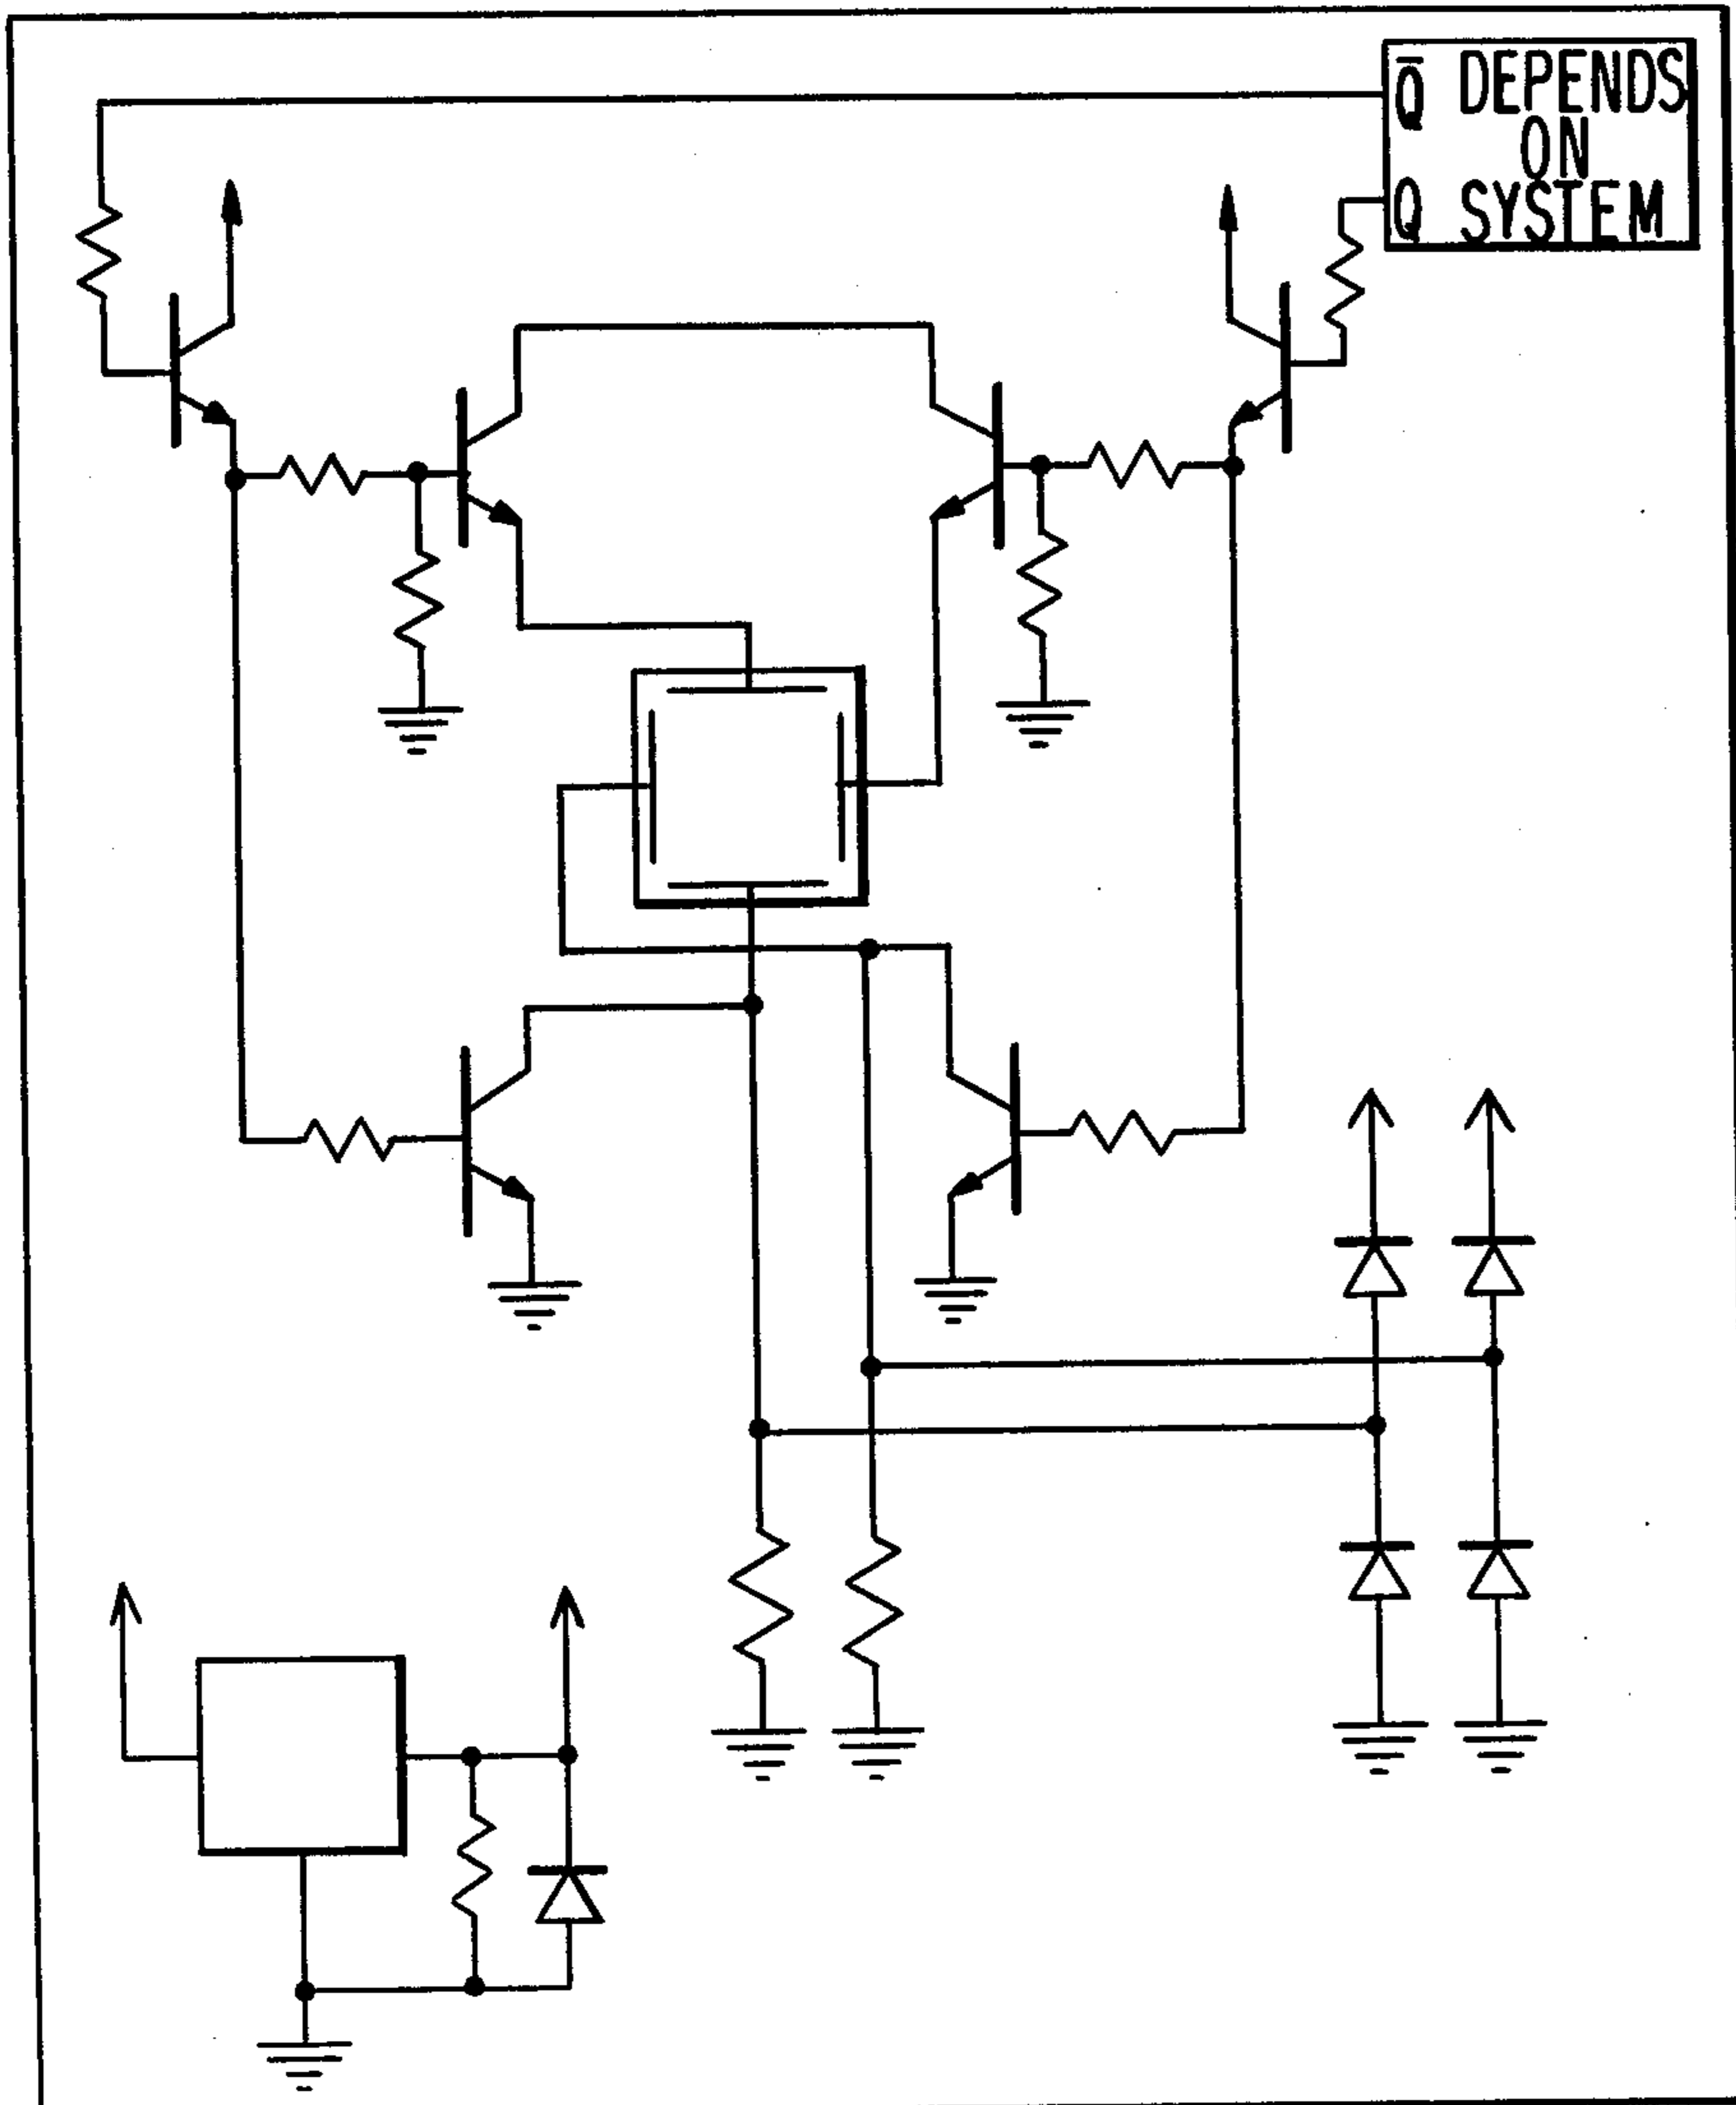 Q̄ DEPENDS
ON
Q SYSTEM